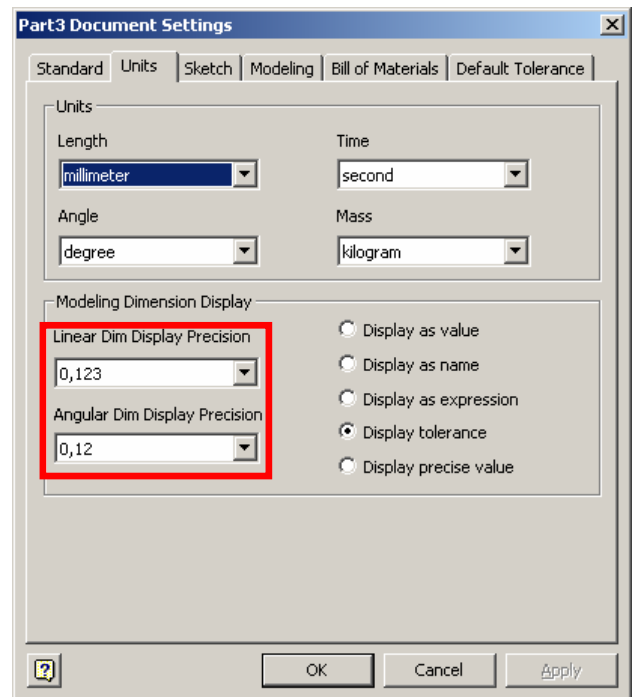 Part3 Document Settings
Standard Units Sketch Modeling Bill of Materials Default Tolerance
Units
Length Time
millimeter second
Angle Mass
degree kilogram
Modeling Dimension Display
Linear Dim Display Precision
0,123
Angular Dim Display Precision
0,12
Display as value
Display as name
Display as expression
Display tolerance
Display precise value
OK Cancel Apply